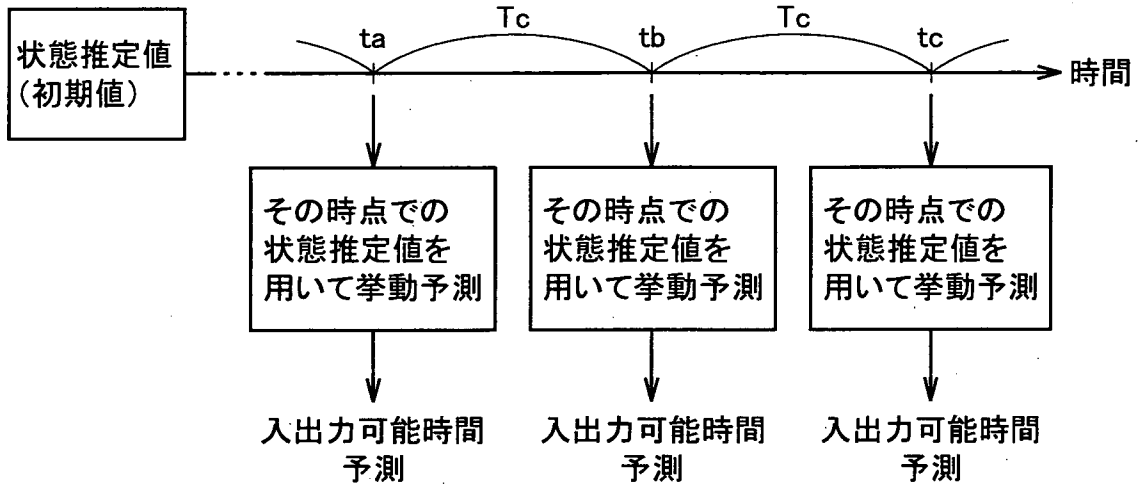 状態推定値
(初期値)
ta
Tc
tb
Tc
tc
時間
その時点での
状態推定値を
用いて挙動予測
その時点での
状態推定値を
用いて挙動予測
その時点での
状態推定値を
用いて挙動予測
入出力可能時間
予測
入出力可能時間
予測
入出力可能時間
予測